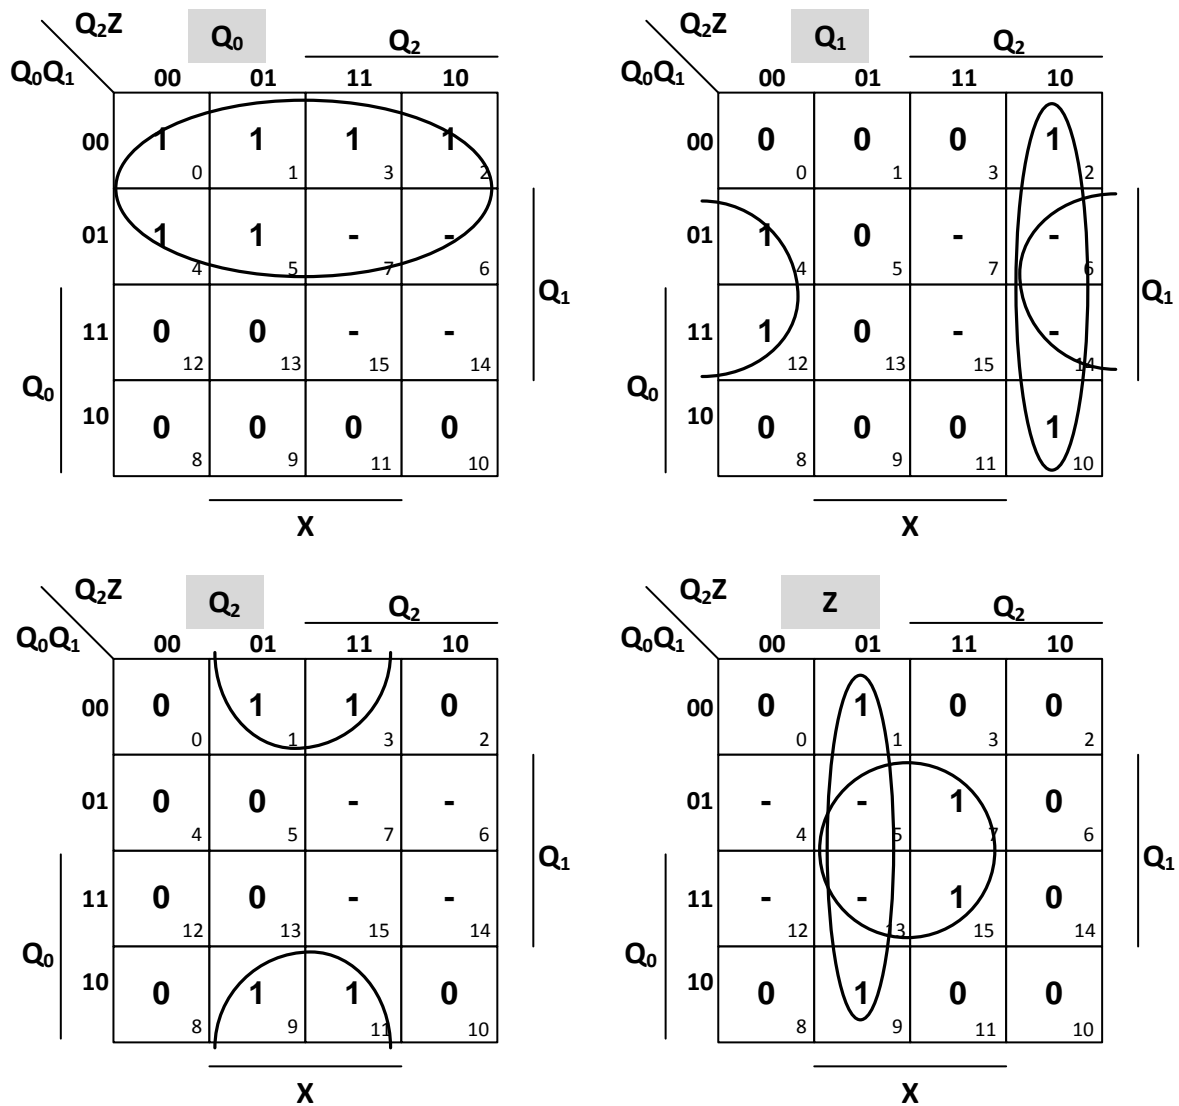 Q₂Z Q₀ Q₂
Q₀Q₁ 00 01 11 10
00 1 1 1 1
0 1 3 2
01 1 1 - -
4 5 7 6
Q₁
11 0 0 - -
12 13 15 14
Q₀
10 0 0 0 0
8 9 11 10
X
Q₂Z Q₁ Q₂
Q₀Q₁ 00 01 11 10
00 0 0 0 1
0 1 3 2
01 1 0 - -
4 5 7 6
Q₁
11 1 0 - -
12 13 15 14
Q₀
10 0 0 0 1
8 9 11 10
X
Q₂Z Q₂ Q₂
Q₀Q₁ 00 01 11 10
00 0 1 1 0
0 1 3 2
01 0 0 - -
4 5 7 6
Q₁
11 0 0 - -
12 13 15 14
Q₀
10 0 1 1 0
8 9 11 10
X
Q₂Z Z Q₂
Q₀Q₁ 00 01 11 10
00 0 1 0 0
0 1 3 2
01 - - 1 0
4 5 7 6
Q₁
11 - - 1 0
12 13 15 14
Q₀
10 0 1 0 0
8 9 11 10
X